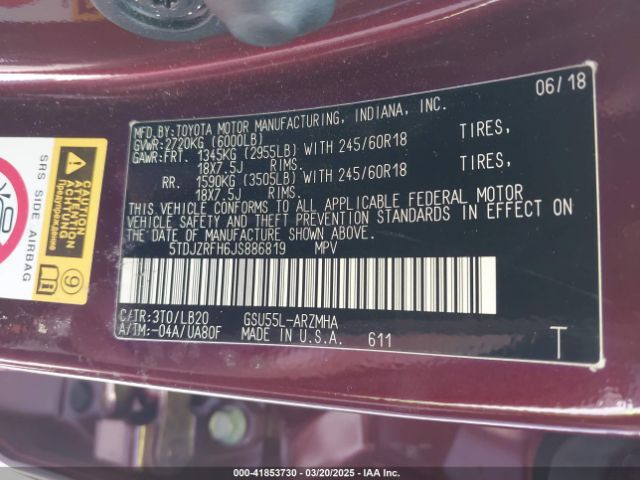 06/18
MFD.BY:TOYOTA MOTOR MANUFACTURING, INDIANA, INC.
GVWR:2720KG (6000LB)
GAWR:FRT. 1345KG (2955LB) WITH 245/60R18 TIRES,
18X7.5J RIMS.
RR. 1590KG (3505LB) WITH 245/60R18 TIRES,
18X7.5J RIMS.
THIS VEHICLE CONFORMS TO ALL APPLICABLE FEDERAL MOTOR
VEHICLE SAFETY AND THEFT PREVENTION STANDARDS IN EFFECT ON
THE DATE OF MANUFACTURE SHOWN ABOVE.
5TDJZRFH6JS886819 MPV
C/TR:3T0/LB20 GSU55L-ARZMHA
A/TM:-04A/UA80F MADE IN U.S.A. 611
T
SRS SIDE AIRBAG
CAUTION
ATTENTION
ACHTUNG
9
000-41853730 — 03/20/2025 — IAA Inc.